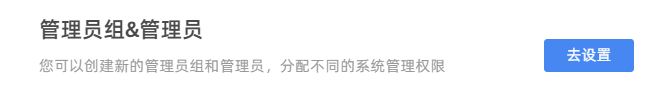 管理员组&管理员
您可以创建新的管理员组和管理员，分配不同的系统管理权限
去设置